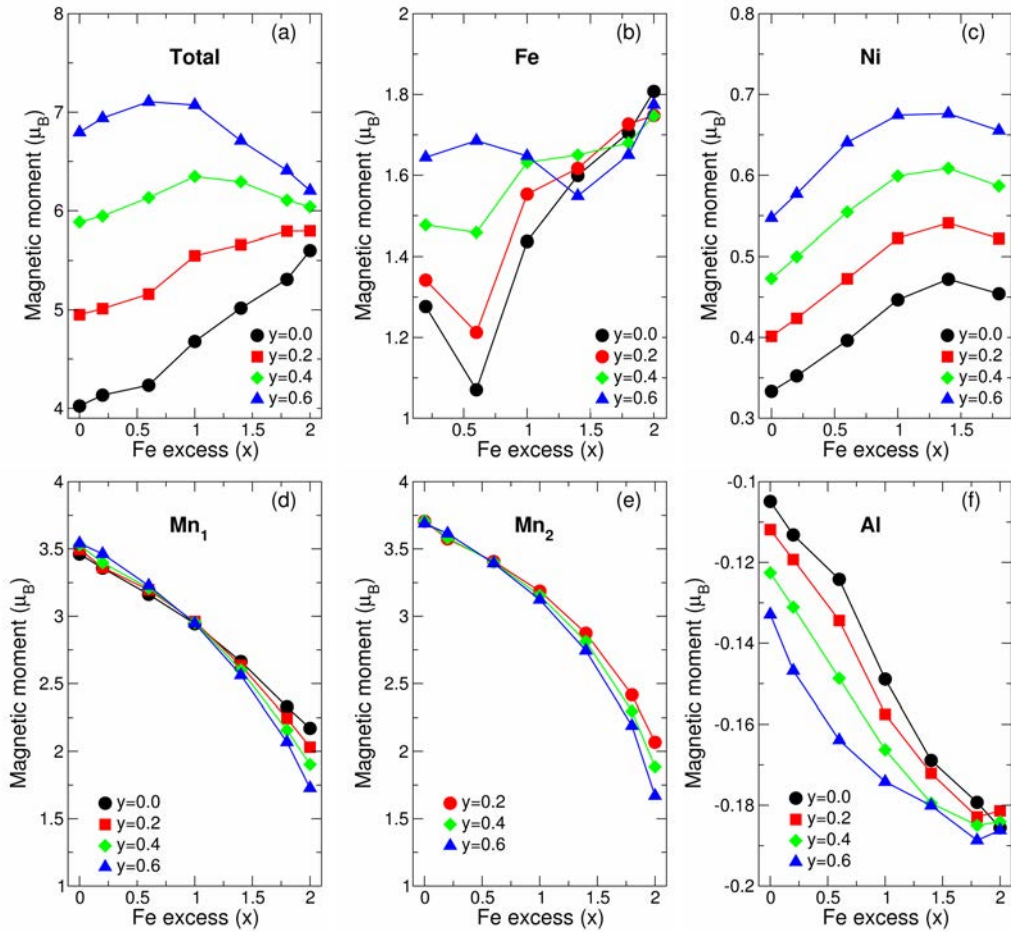 (a)
Total
Magnetic moment (μB)
8
7
6
5
4
0 0.5 1 1.5 2
Fe excess (x)
y=0.0
y=0.2
y=0.4
y=0.6
(b)
Fe
Magnetic moment (μB)
2
1.8
1.6
1.4
1.2
1
0.5 1 1.5 2
Fe excess (x)
y=0.0
y=0.2
y=0.4
y=0.6
(c)
Ni
Magnetic moment (μB)
0.8
0.7
0.6
0.5
0.4
0.3
0 0.5 1 1.5
Fe excess (x)
y=0.0
y=0.2
y=0.4
y=0.6
(d)
Mn1
Magnetic moment (μB)
4
3.5
3
2.5
2
1.5
1
0 0.5 1 1.5 2
Fe excess (x)
y=0.0
y=0.2
y=0.4
y=0.6
(e)
Mn2
Magnetic moment (μB)
4
3.5
3
2.5
2
1.5
1
0 0.5 1 1.5 2
Fe excess (x)
y=0.2
y=0.4
y=0.6
(f)
Al
Magnetic moment (μB)
-0.1
-0.12
-0.14
-0.16
-0.18
-0.2
0 0.5 1 1.5 2
Fe excess (x)
y=0.0
y=0.2
y=0.4
y=0.6